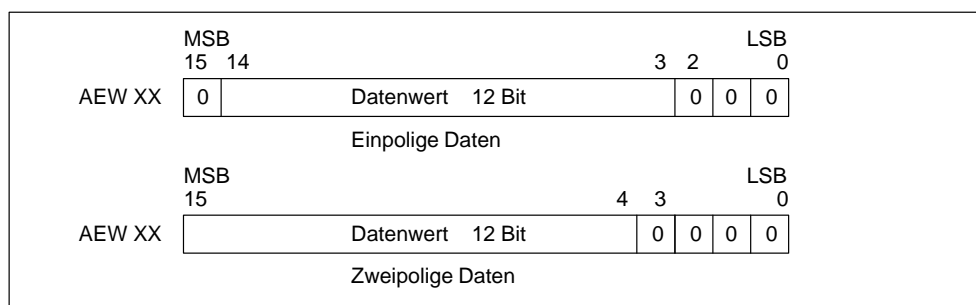 MSB LSB
15 14 3 2 0
AEW XX 0 Datenwert 12 Bit 0 0 0
Einpolige Daten
MSB LSB
15 4 3 0
AEW XX Datenwert 12 Bit 0 0 0 0
Zweipolige Daten